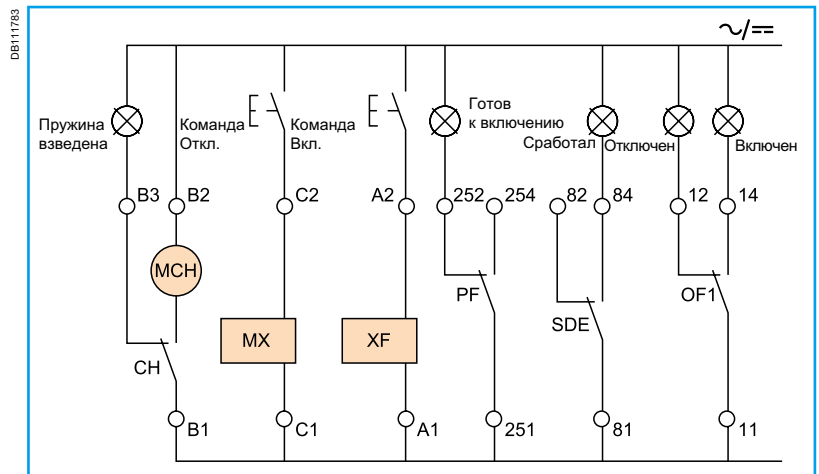 DB111783
Пружина
взведена
Команда
Откл.
Команда
Вкл.
Готов
к включению
Сработал
Отключен
Включен
B3 B2 C2 A2 252 254 82 84 12 14
MCH
PF
OF1
SDE
MX XF
CH
B1 C1 A1 251 81 11